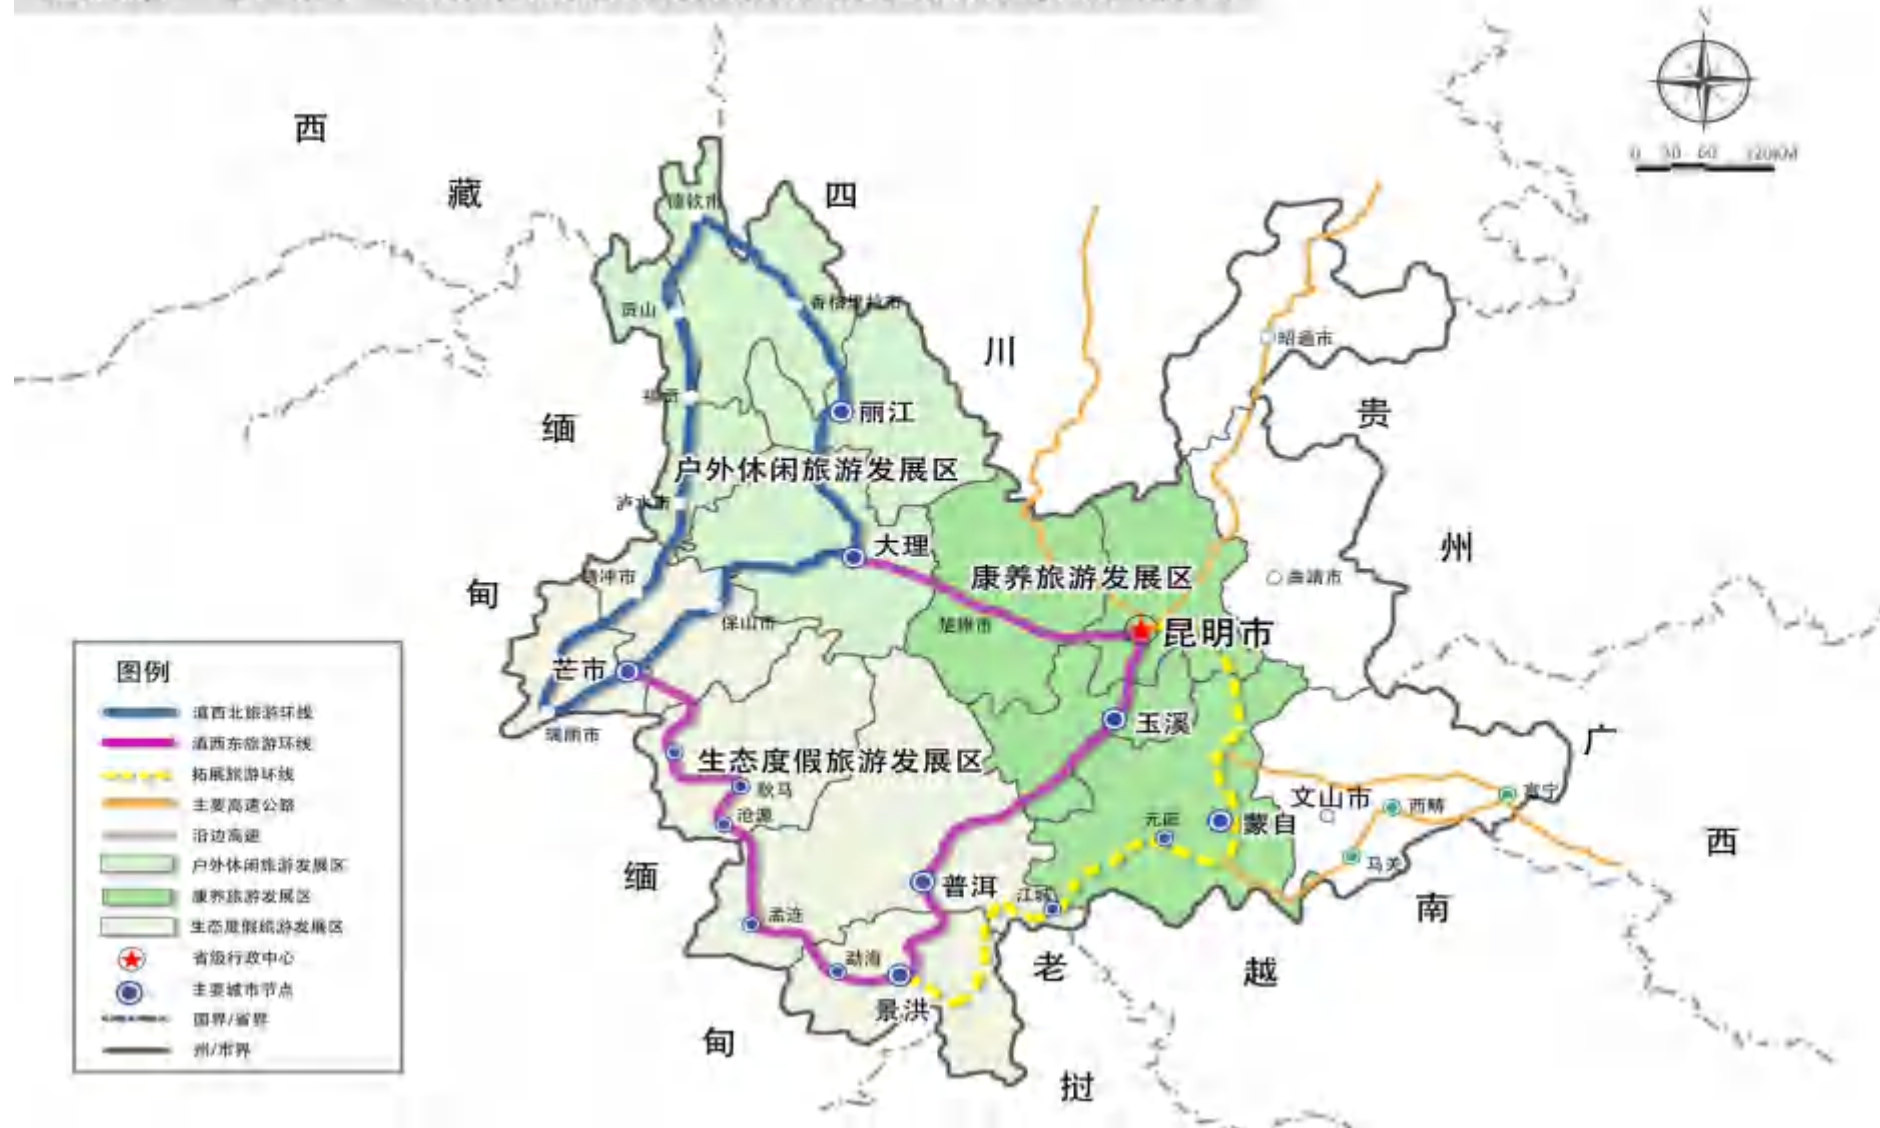 N
0 30 60 120KM
西
藏
四
川
贵
州
广
西
缅
甸
缅
甸
老
挝
越
南
德钦市
贡山
香格里拉市
福贡
丽江
户外休闲旅游发展区
泸水市
腾冲市
大理
保山市
芒市
瑞丽市
昭通市
曲靖市
康养旅游发展区
楚雄市
昆明市
玉溪
生态度假旅游发展区
耿马
沧源
孟连
勐海
景洪
普洱
江城
元阳
蒙自
文山市
西畴
富宁
马关
图例
滇西北旅游环线
滇西东旅游环线
拓展旅游环线
主要高速公路
沿边高速
户外休闲旅游发展区
康养旅游发展区
生态度假旅游发展区
省级行政中心
主要城市节点
国界/省界
州/市界